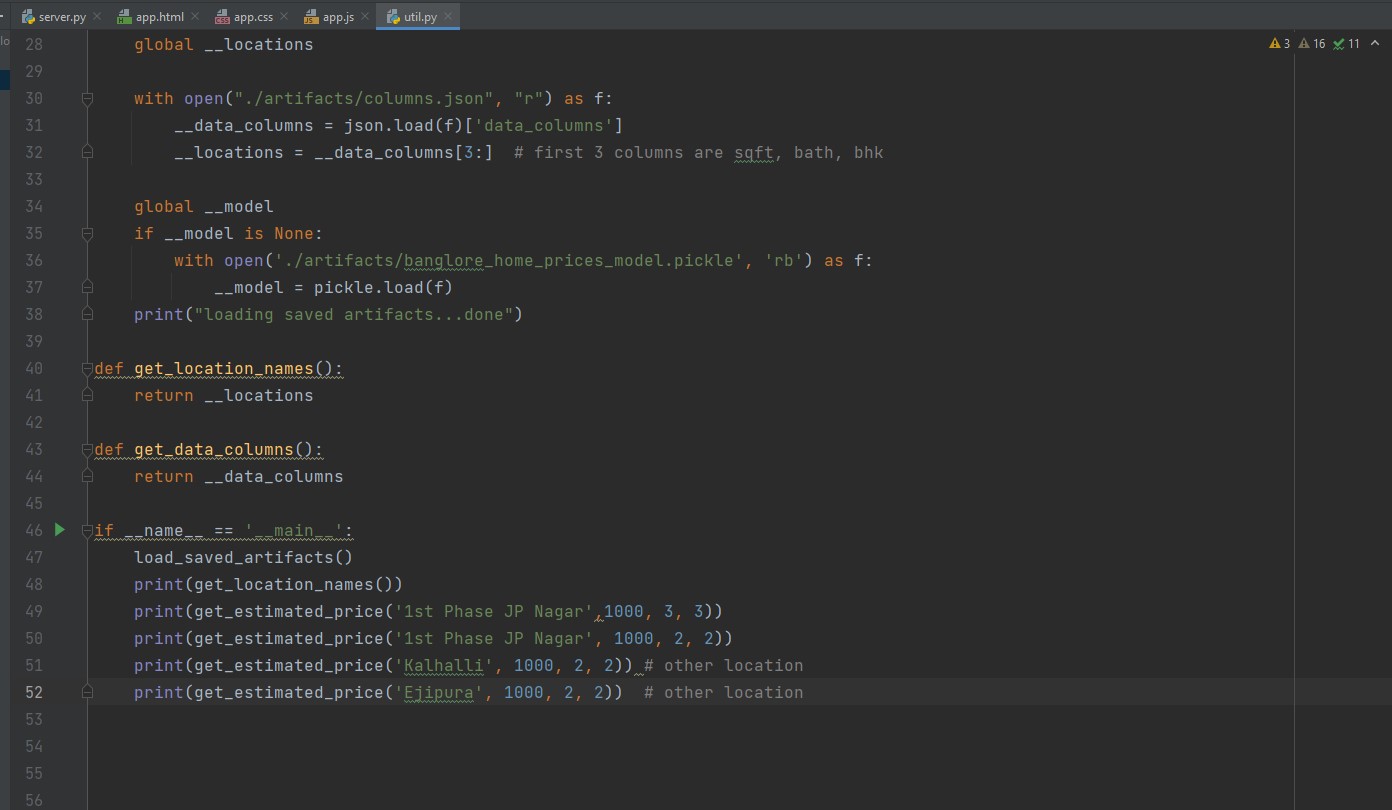 server.py app.html app.css app.js util.py
lo
3 16 11
28 global __locations
29
30 with open("./artifacts/columns.json", "r") as f:
31 __data_columns = json.load(f)['data_columns']
32 __locations = __data_columns[3:]  # first 3 columns are sqft, bath, bhk
33
34 global __model
35 if __model is None:
36 with open('./artifacts/banglore_home_prices_model.pickle', 'rb') as f:
37 __model = pickle.load(f)
38 print("loading saved artifacts...done")
39
40 def get_location_names():
41 return __locations
42
43 def get_data_columns():
44 return __data_columns
45
46 if __name__ == '__main__':
47 load_saved_artifacts()
48 print(get_location_names())
49 print(get_estimated_price('1st Phase JP Nagar',1000, 3, 3))
50 print(get_estimated_price('1st Phase JP Nagar', 1000, 2, 2))
51 print(get_estimated_price('Kalhalli', 1000, 2, 2)) # other location
52 print(get_estimated_price('Ejipura', 1000, 2, 2))  # other location
53
54
55
56